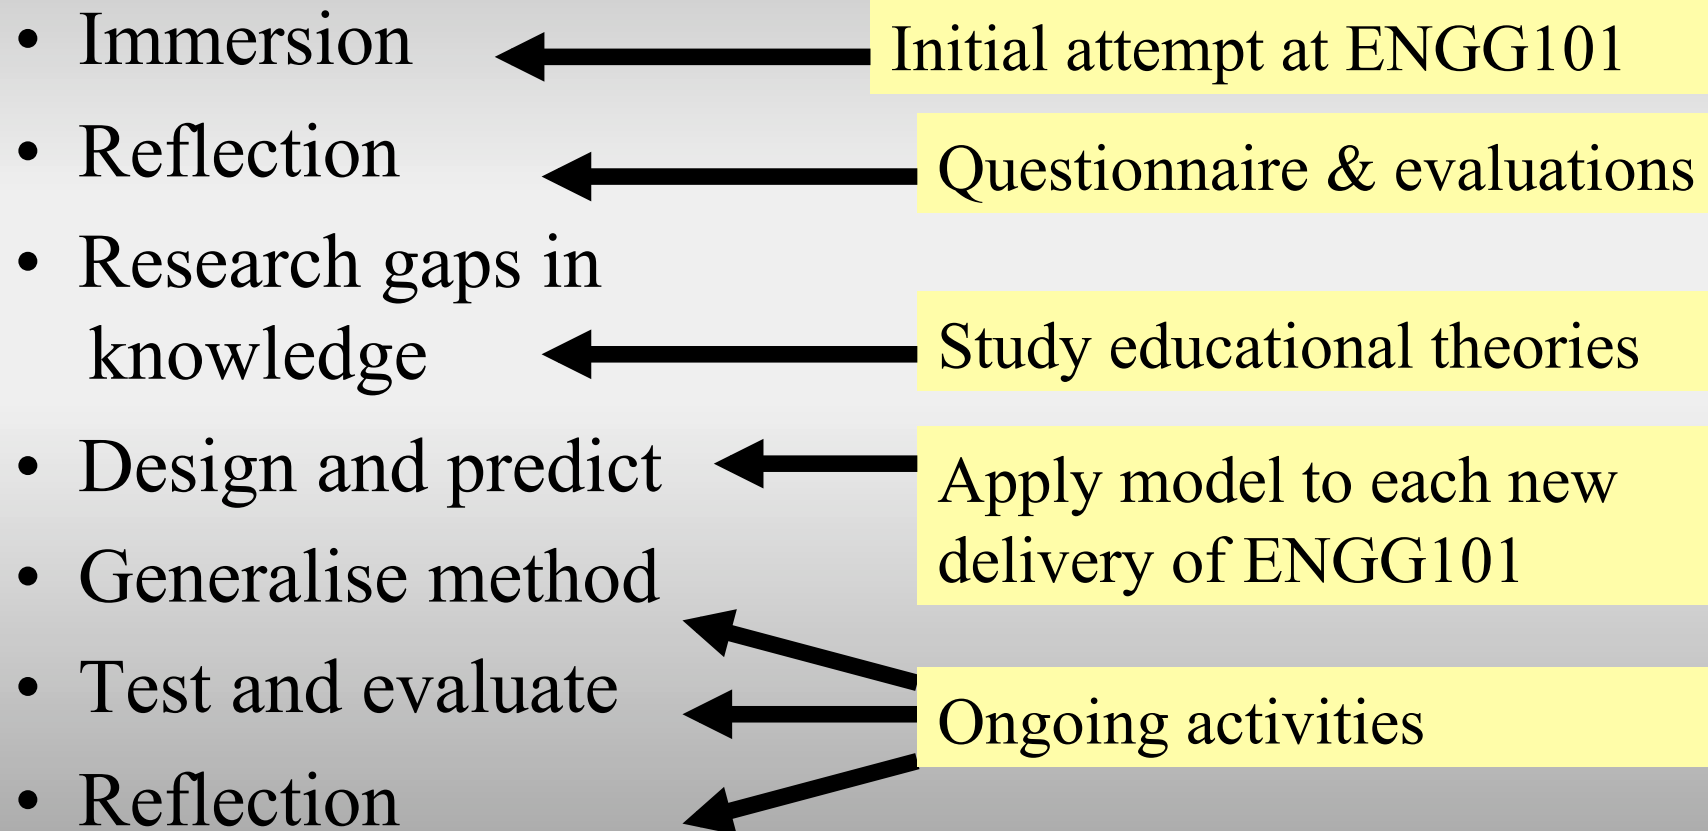 • Immersion
Initial attempt at ENGG101
• Reflection
Questionnaire & evaluations
• Research gaps in
knowledge
Study educational theories
• Design and predict
Apply model to each new
delivery of ENGG101
• Generalise method
• Test and evaluate
Ongoing activities
• Reflection